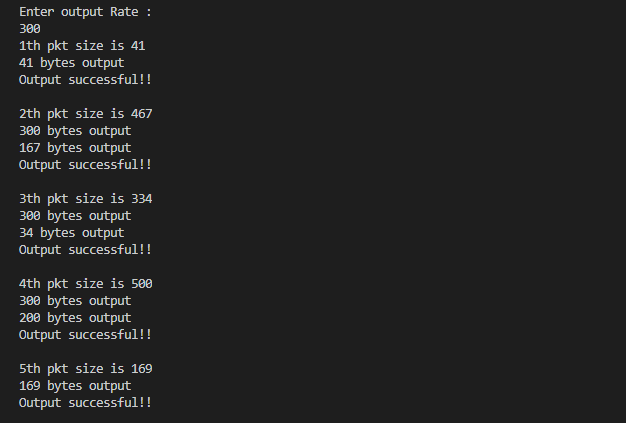 Enter output Rate :
300
1th pkt size is 41
41 bytes output
Output successful!!
2th pkt size is 467
300 bytes output
167 bytes output
Output successful!!
3th pkt size is 334
300 bytes output
34 bytes output
Output successful!!
4th pkt size is 500
300 bytes output
200 bytes output
Output successful!!
5th pkt size is 169
169 bytes output
Output successful!!